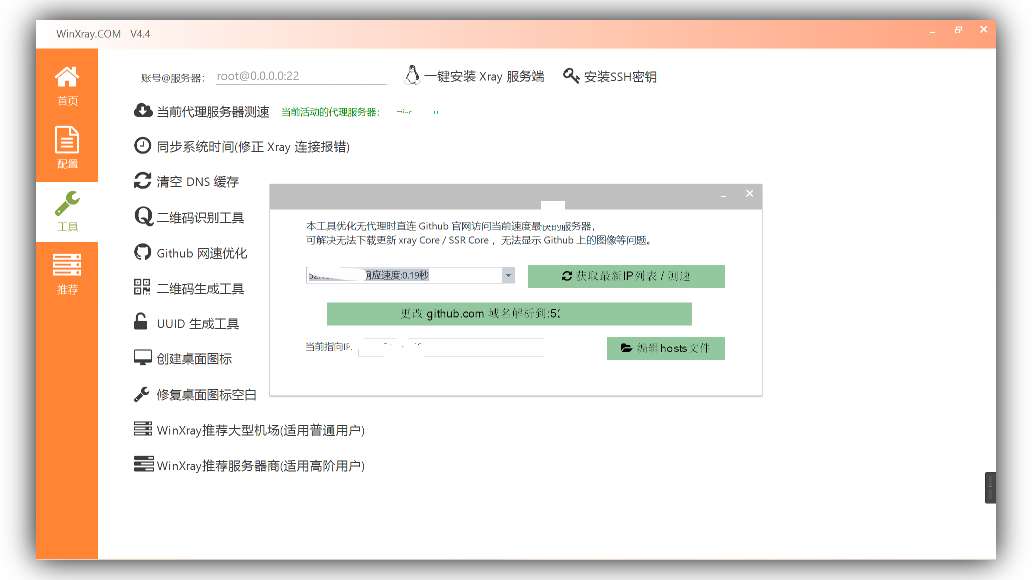 WinXray.COM V4.4
首页
配置
工具
推荐
账号@服务器: root@0.0.0.0:22 一键安装 Xray 服务端 安装SSH密钥
当前代理服务器测速 当前活动的代理服务器:
同步系统时间(修正 Xray 连接报错)
清空 DNS 缓存
二维码识别工具
Github 网速优化
二维码生成工具
UUID 生成工具
创建桌面图标
修复桌面图标空白
WinXray推荐大型机场(适用普通用户)
WinXray推荐服务器商(适用高阶用户)
本工具优化无代理时直连 Github 官网访问当前速度最快的服务器，
可解决无法下载更新 xray Core / SSR Core ，无法显示 Github 上的图像等问题。
响应速度:0.19秒 获取最新IP列表 / 测速
更改 github.com 域名解析到:5
当前指向IP: 编辑 hosts 文件